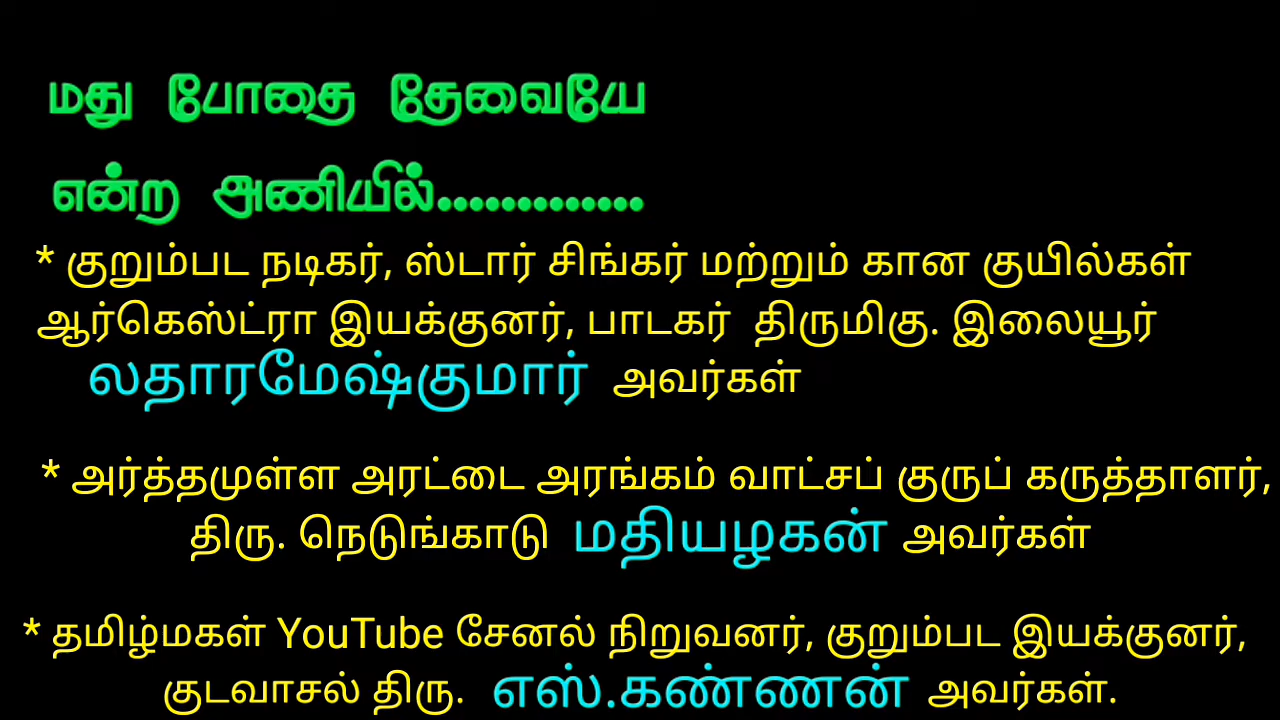 மது போதை தேவையே
என்ற அணியில்.............
* குறும்பட நடிகர், ஸ்டார் சிங்கர் மற்றும் கான குயில்கள்
ஆர்கெஸ்ட்ரா இயக்குனர், பாடகர் திருமிகு. இலையூர்
லதாரமேஷ்குமார் அவர்கள்
* அர்த்தமுள்ள அரட்டை அரங்கம் வாட்சப் குருப் கருத்தாளர்,
திரு. நெடுங்காடு மதியழகன் அவர்கள்
* தமிழ்மகள் YouTube சேனல் நிறுவனர், குறும்பட இயக்குனர்,
குடவாசல் திரு. எஸ்.கண்ணன் அவர்கள்.